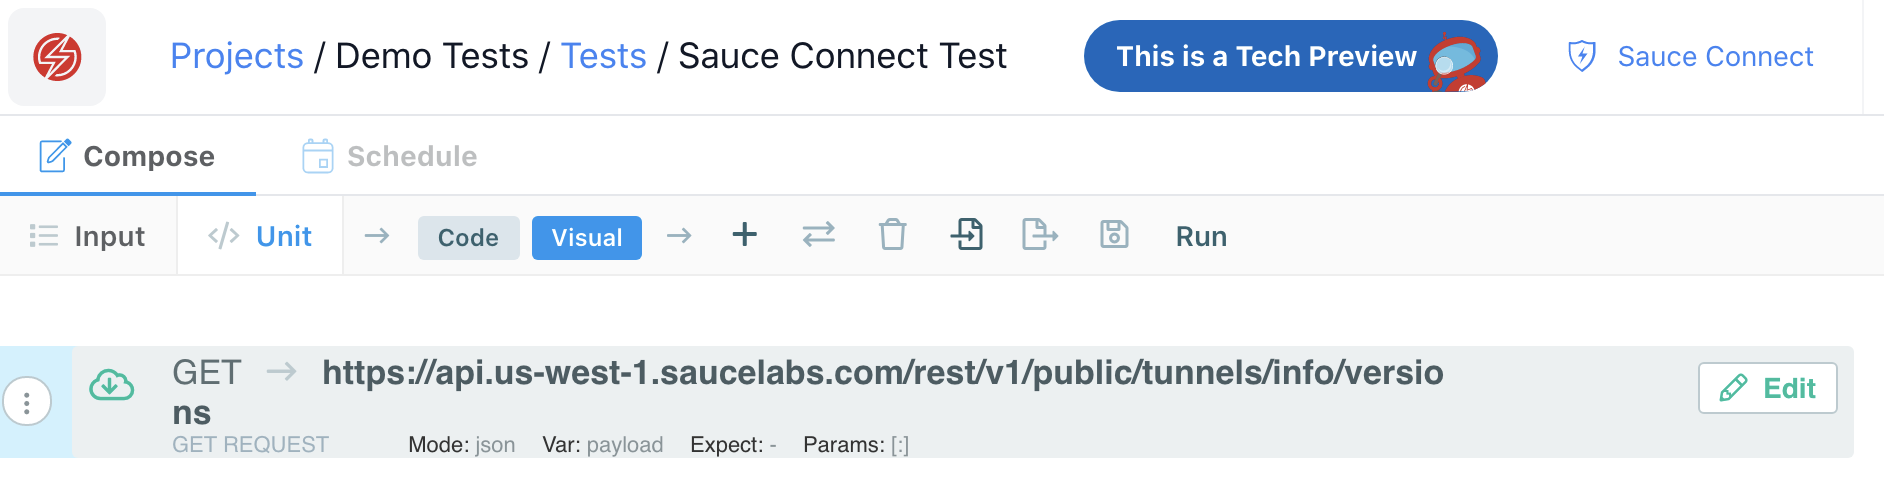 Projects / Demo Tests / Tests / Sauce Connect Test
This is a Tech Preview
Sauce Connect
Compose
Schedule
Input
Unit
Code
Visual
Run
GET → https://api.us-west-1.saucelabs.com/rest/v1/public/tunnels/info/versio
ns
Edit
GET REQUEST Mode: json Var: payload Expect: - Params: [:]